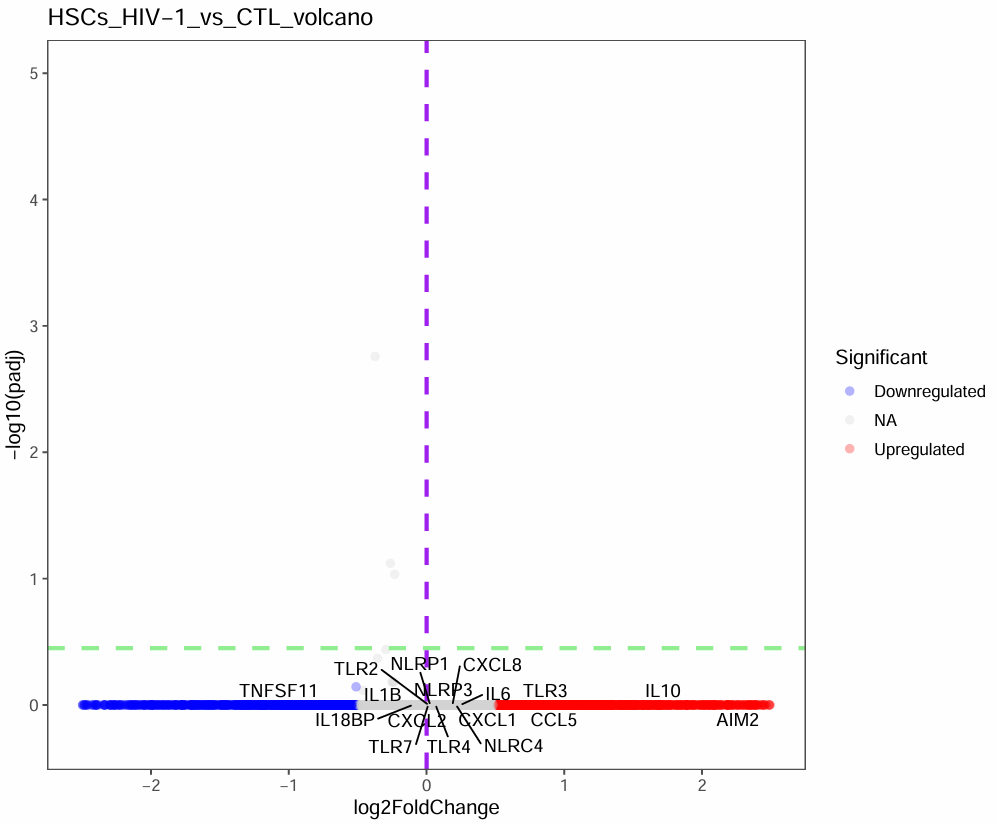 HSCs_HIV−1_vs_CTL_volcano
5
4
3
2
1
0
−log10(padj)
−2
−1
0
1
2
log2FoldChange
TLR2
NLRP1
CXCL8
TNFSF11
IL1B
NLRP3
IL6
TLR3
IL10
IL18BP
CXCL2
CXCL1
CCL5
AIM2
TLR7
TLR4
NLRC4
Significant
Downregulated
NA
Upregulated